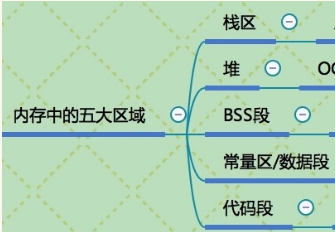 栈区
堆
内存中的五大区域
BSS段
常量区/数据段
代码段